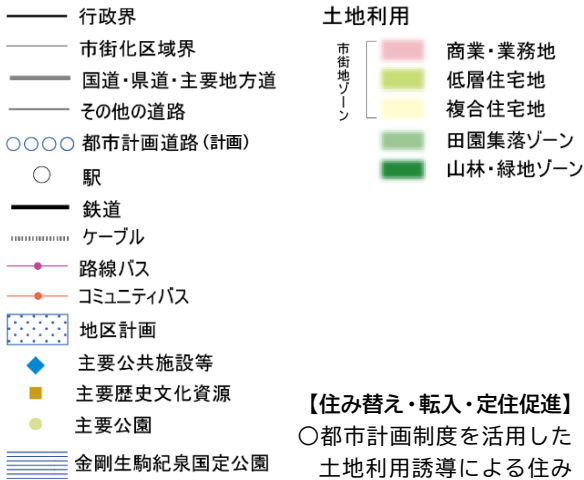 行政界
市街化区域界
国道・県道・主要地方道
その他の道路
都市計画道路（計画）
駅
鉄道
ケーブル
路線バス
コミュニティバス
地区計画
主要公共施設等
主要歴史文化資源
主要公園
金剛生駒紀泉国定公園
土地利用
市街地ゾーン
商業・業務地
低層住宅地
複合住宅地
田園集落ゾーン
山林・緑地ゾーン
【住み替え・転入・定住促進】
〇都市計画制度を活用した
土地利用誘導による住み